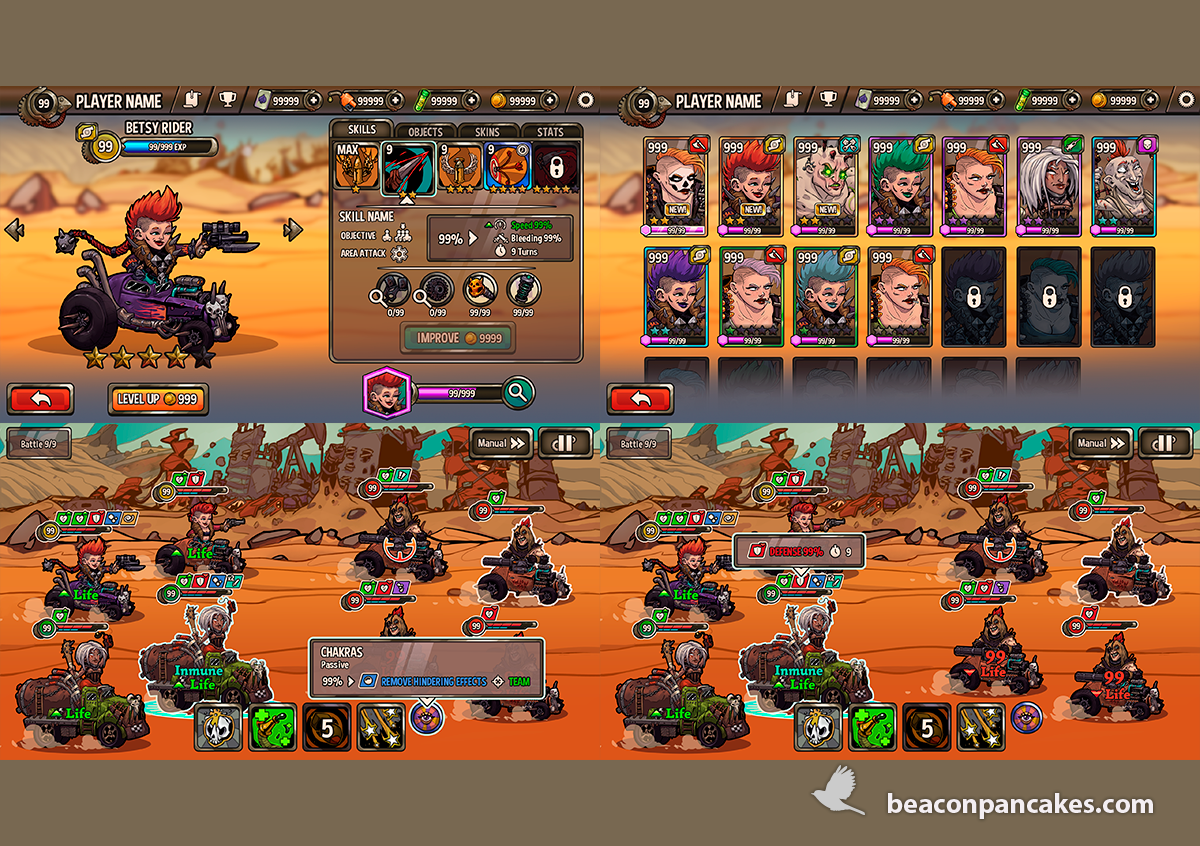 99 PLAYER NAME 99999 99999 99999 99999
BETSY RIDER
99 99/999 EXP
SKILLS OBJECTS SKINS STATS
MAX 9 9 9
SKILL NAME
OBJECTIVE
AREA ATTACK
99% Speed 99%
Bleeding 99%
9 Turns
0/99 0/99 99/99 99/99
IMPROVE 9999
LEVEL UP 999
99/999
99 PLAYER NAME 99999 99999 99999 99999
999 999 999 999 999 999 999
NEW! NEW! NEW!
99/99 99/99 99/99 99/99 99/99 99/99 99/99
999 999 999 999
99/99 99/99 99/99 99/99
Battle 9/9
Manual
99 99 99
99
Life
99 99
Life
99
Inmune
Life
Life
99
CHAKRAS
Passive
99% REMOVE HINDERING EFFECTS TEAM
5
Battle 9/9
Manual
99 99 99
99
DEFENSE 99% 9
99 99
Life
99 99
Inmune
Life
Life
99
Life
99
Life
5
beaconpancakes.com